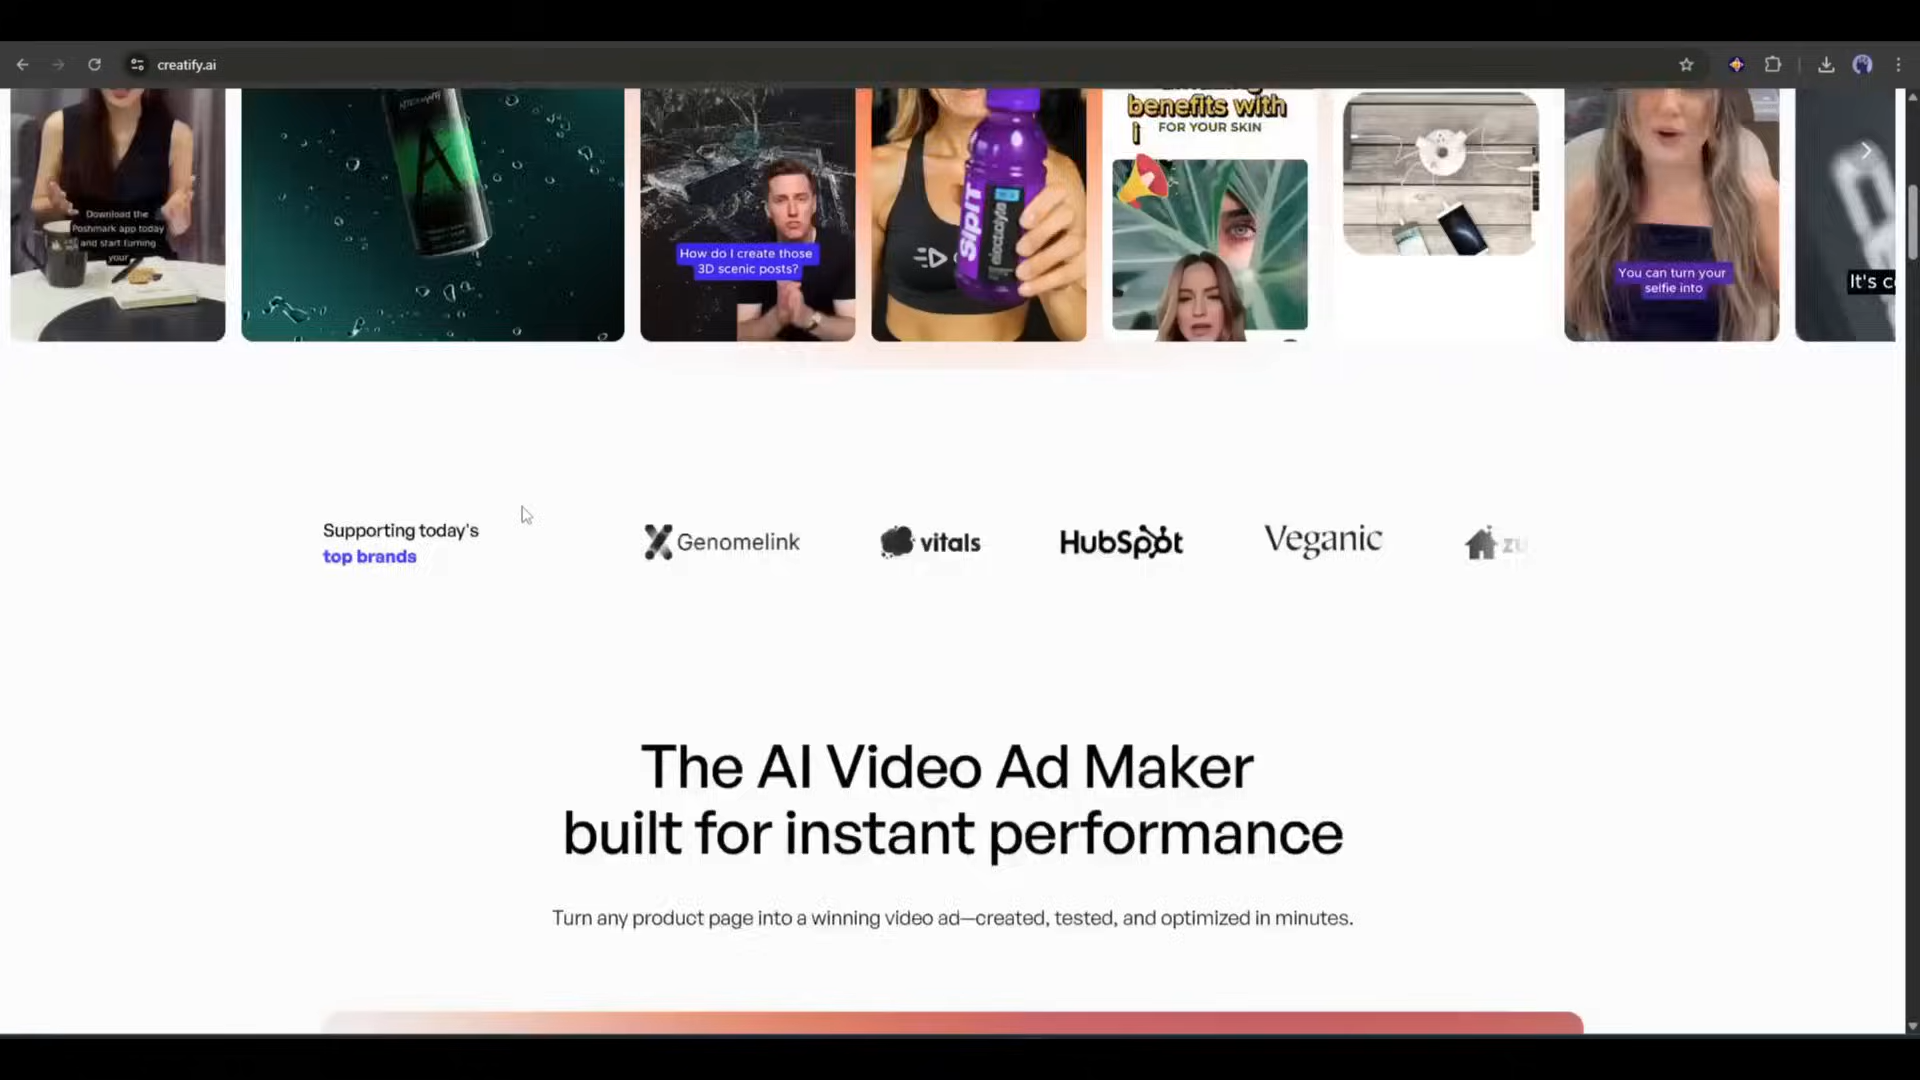 creatify.ai
benefits with
i
FOR YOUR SKIN
Download the
Poshmark app today
and start turning
your
A
How do I create those
3D scenic posts?
SipIT
You can turn your
selfie into
It's c
Supporting today's
top brands
Genomelink
vitals
HubSpot
Veganic
zu
The AI Video Ad Maker
built for instant performance
Turn any product page into a winning video ad—created, tested, and optimized in minutes.